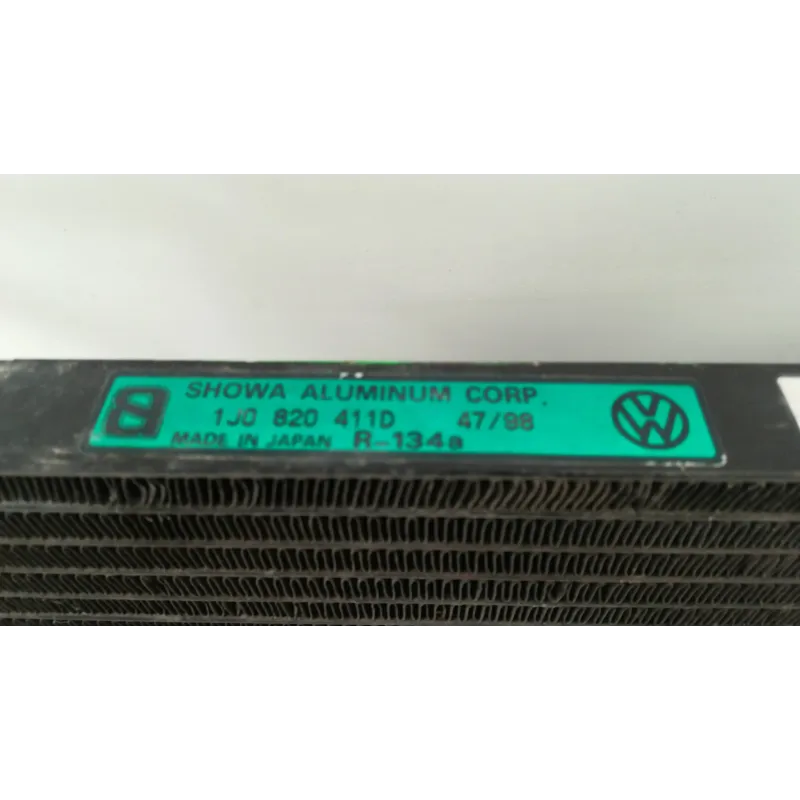 SHOWA ALUMINUM CORP.
1J0 820 411D 47/98
MADE IN JAPAN R-134a